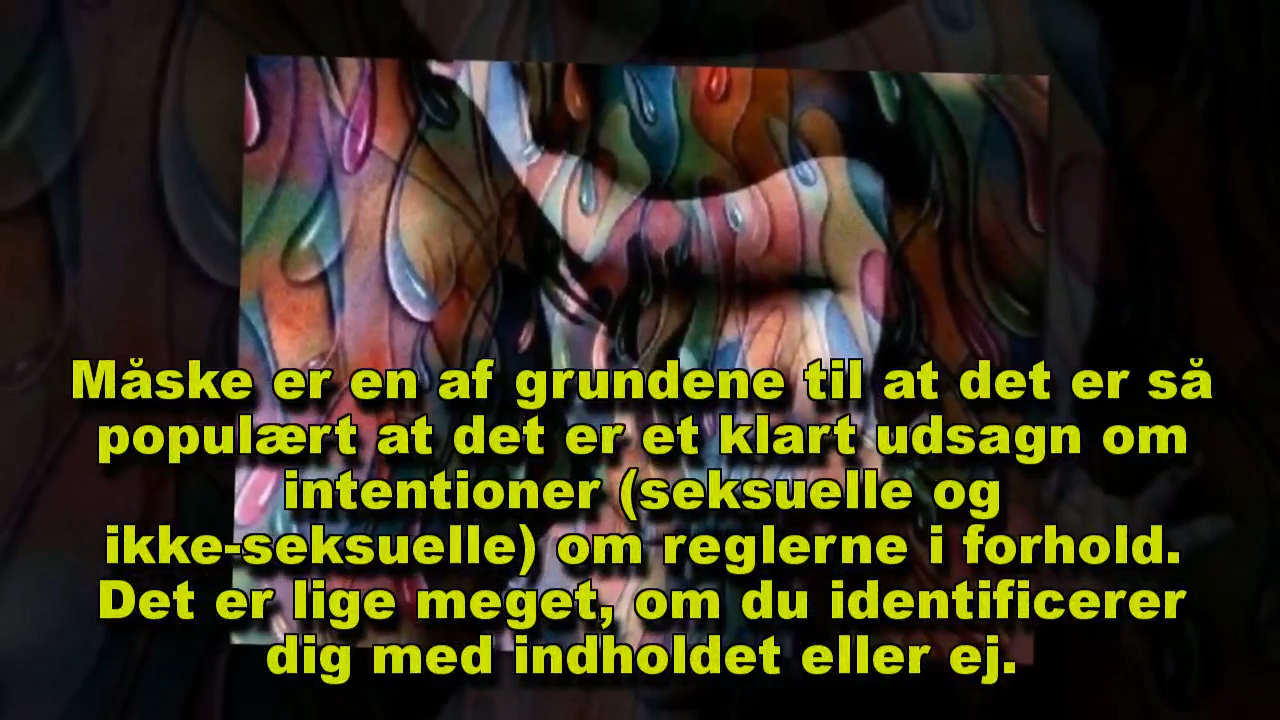 Måske er en af grundene til at det er så
populært at det er et klart udsagn om
intentioner (seksuelle og
ikke-seksuelle) om reglerne i forhold.
Det er lige meget, om du identificerer
dig med indholdet eller ej.